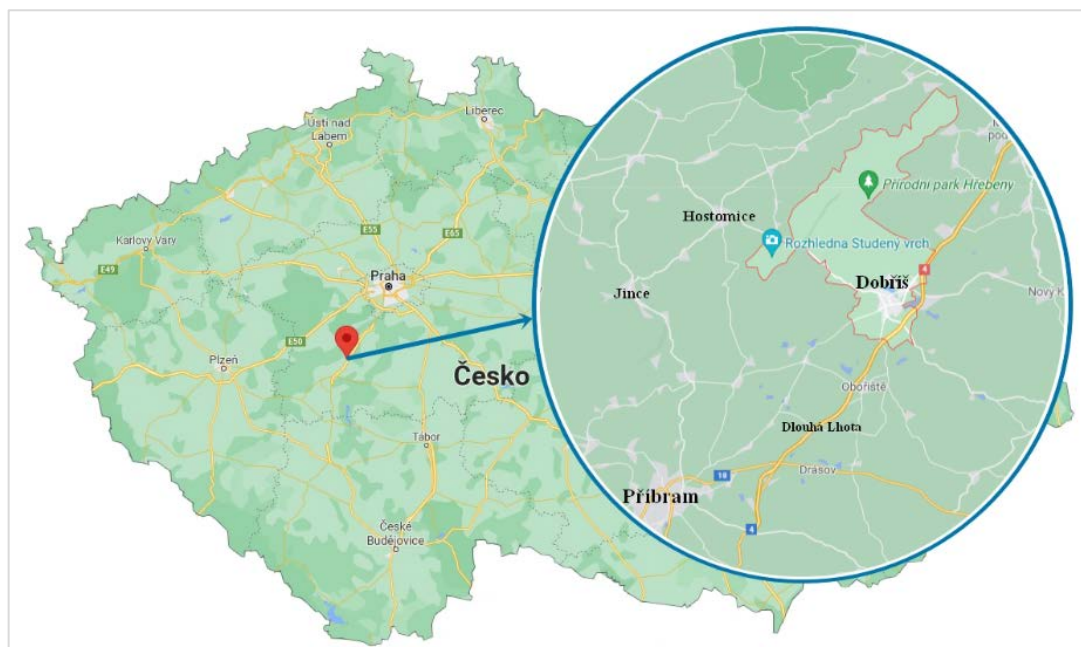 Liberec
Ústí nad
Labem
E55
E65
Karlovy Vary
E49
Praha
E50
Plzeň
Česko
Tábor
České
Budějovice
Přírodní park Hřebeny
Hostomice
Rozhledna Studený vrch
4
Dobříš
Jince
Obořiště
Dlouhá Lhota
18
Drásov
Příbram
4